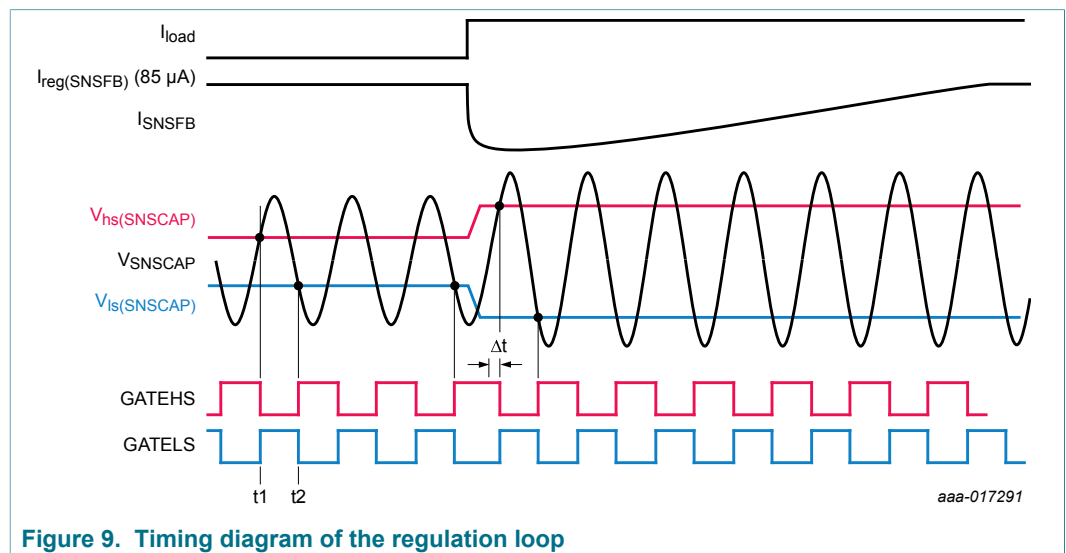 Iload
Ireg(SNSFB) (85 µA)
ISNSFB
Vhs(SNSCAP)
VSNSCAP
Vls(SNSCAP)
Δt
GATEHS
GATELS
t1 t2
aaa-017291
Figure 9. Timing diagram of the regulation loop